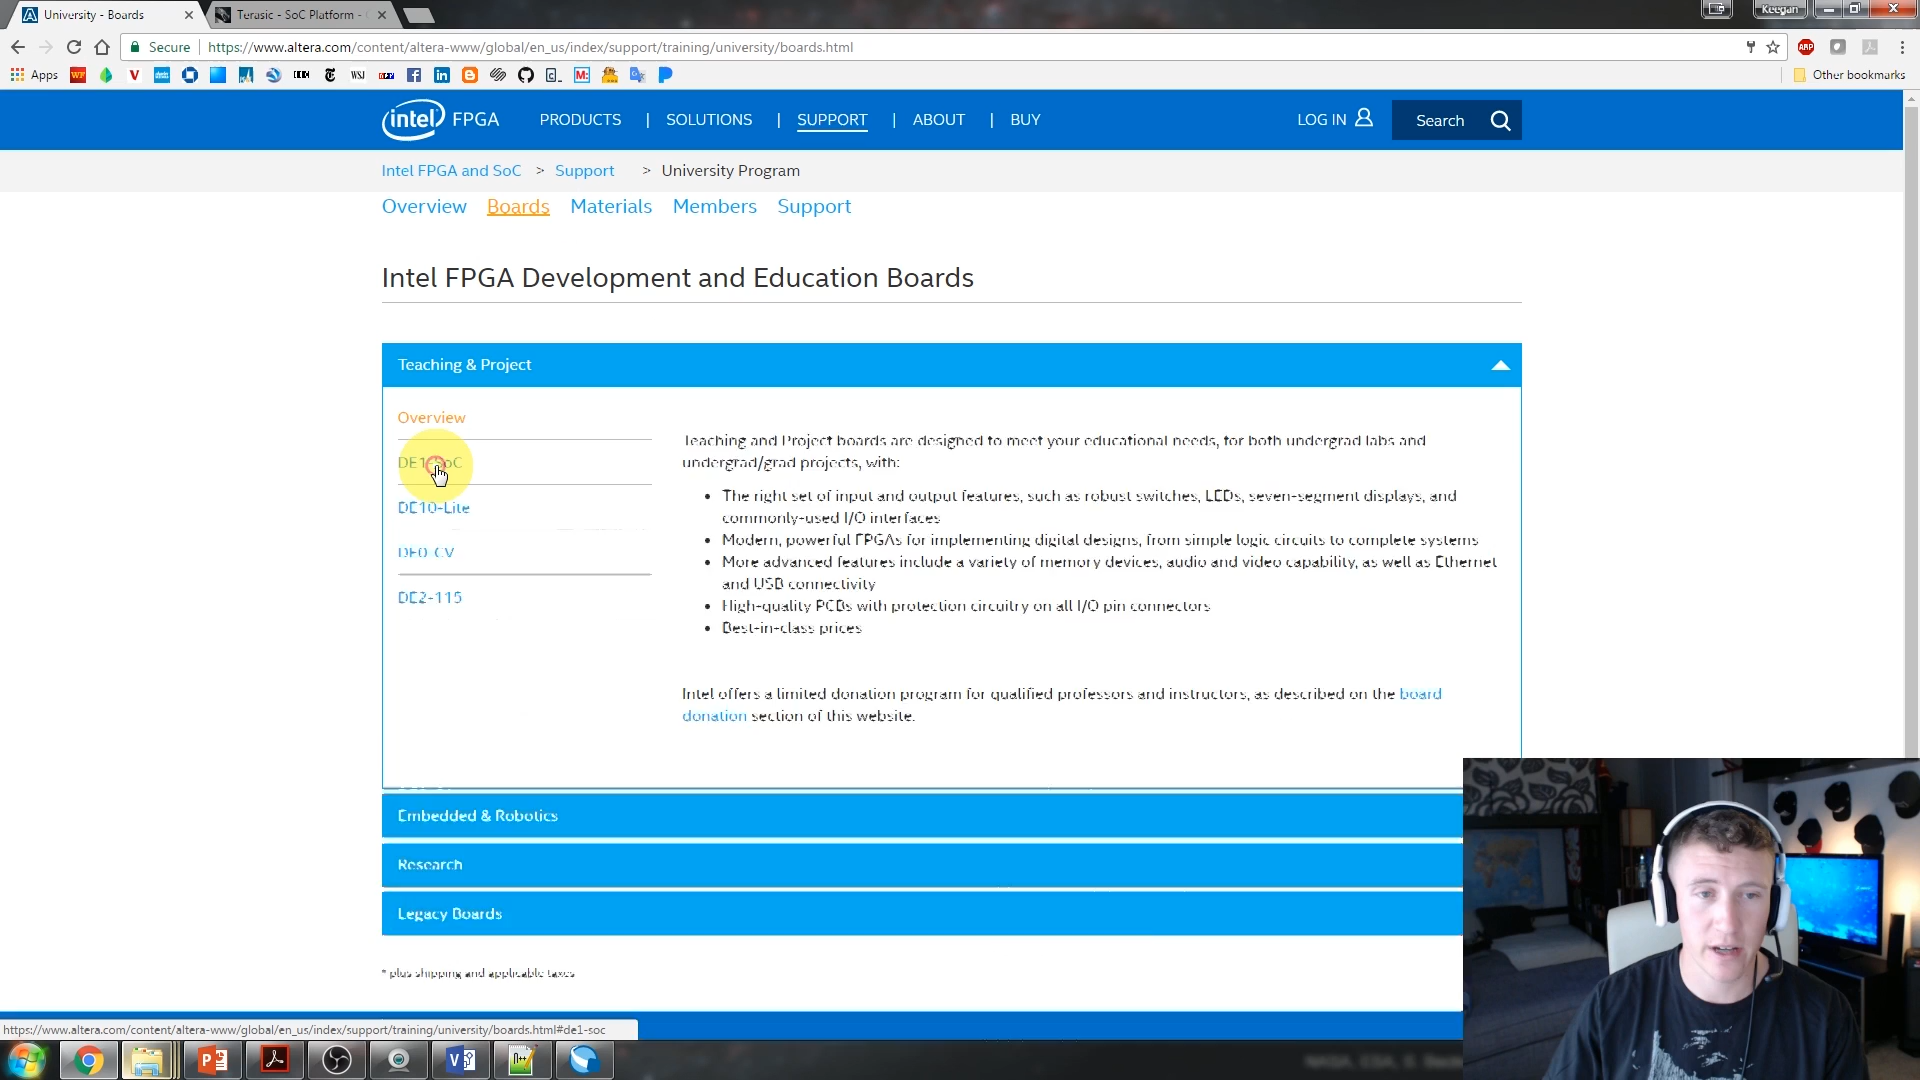 University - Boards
Terasic - SoC Platform -
Keegan
Secure
https://www.altera.com/content/altera-www/global/en_us/index/support/training/university/boards.html
Apps
Other bookmarks
intel FPGA
PRODUCTS | SOLUTIONS | SUPPORT | ABOUT | BUY
LOG IN
Search
Intel FPGA and SoC > Support > University Program
Overview Boards Materials Members Support
Intel FPGA Development and Education Boards
Teaching & Project
Overview
DE1-SoC
DE10-Lite
DE0-CV
DE2-115
Teaching and Project boards are designed to meet your educational needs, for both undergrad labs and
undergrad/grad projects, with:
• The right set of input and output features, such as robust switches, LEDs, seven-segment displays, and
commonly-used I/O interfaces
• Modern, powerful FPGAs for implementing digital designs, from simple logic circuits to complete systems
• More advanced features include a variety of memory devices, audio and video capability, as well as Ethernet
and USB connectivity
• High-quality PCBs with protection circuitry on all I/O pin connectors
• Best-in-class prices
Intel offers a limited donation program for qualified professors and instructors, as described on the board
donation section of this website.
Embedded & Robotics
Research
Legacy Boards
* plus shipping and applicable taxes
https://www.altera.com/content/altera-www/global/en_us/index/support/training/university/boards.html#de1-soc